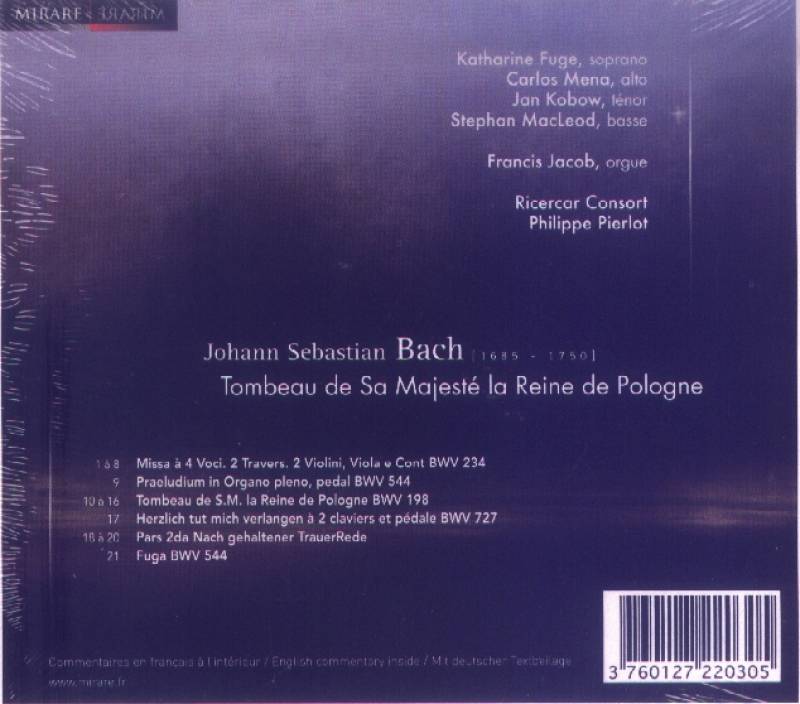 MIRARE
Katharine Fuge, soprano
Carlos Mena, alto
Jan Kobow, ténor
Stephan MacLeod, basse
Francis Jacob, orgue
Ricercar Consort
Philippe Pierlot
Johann Sebastian Bach [1685 - 1750]
Tombeau de Sa Majesté la Reine de Pologne
1 à 8 Missa à 4 Voci. 2 Travers. 2 Violini, Viola e Cont BWV 234
9 Praeludium in Organo pleno, pedal BWV 544
10 à 16 Tombeau de S.M. la Reine de Pologne BWV 198
17 Herzlich tut mich verlangen à 2 claviers et pédale BWV 727
18 à 20 Pars 2da Nach gehaltener TrauerRede
21 Fuga BWV 544
Commentaires en français à l'intérieur / English commentary inside / Mit deutscher Textbeilage
www.mirare.fr
3 760127 220305